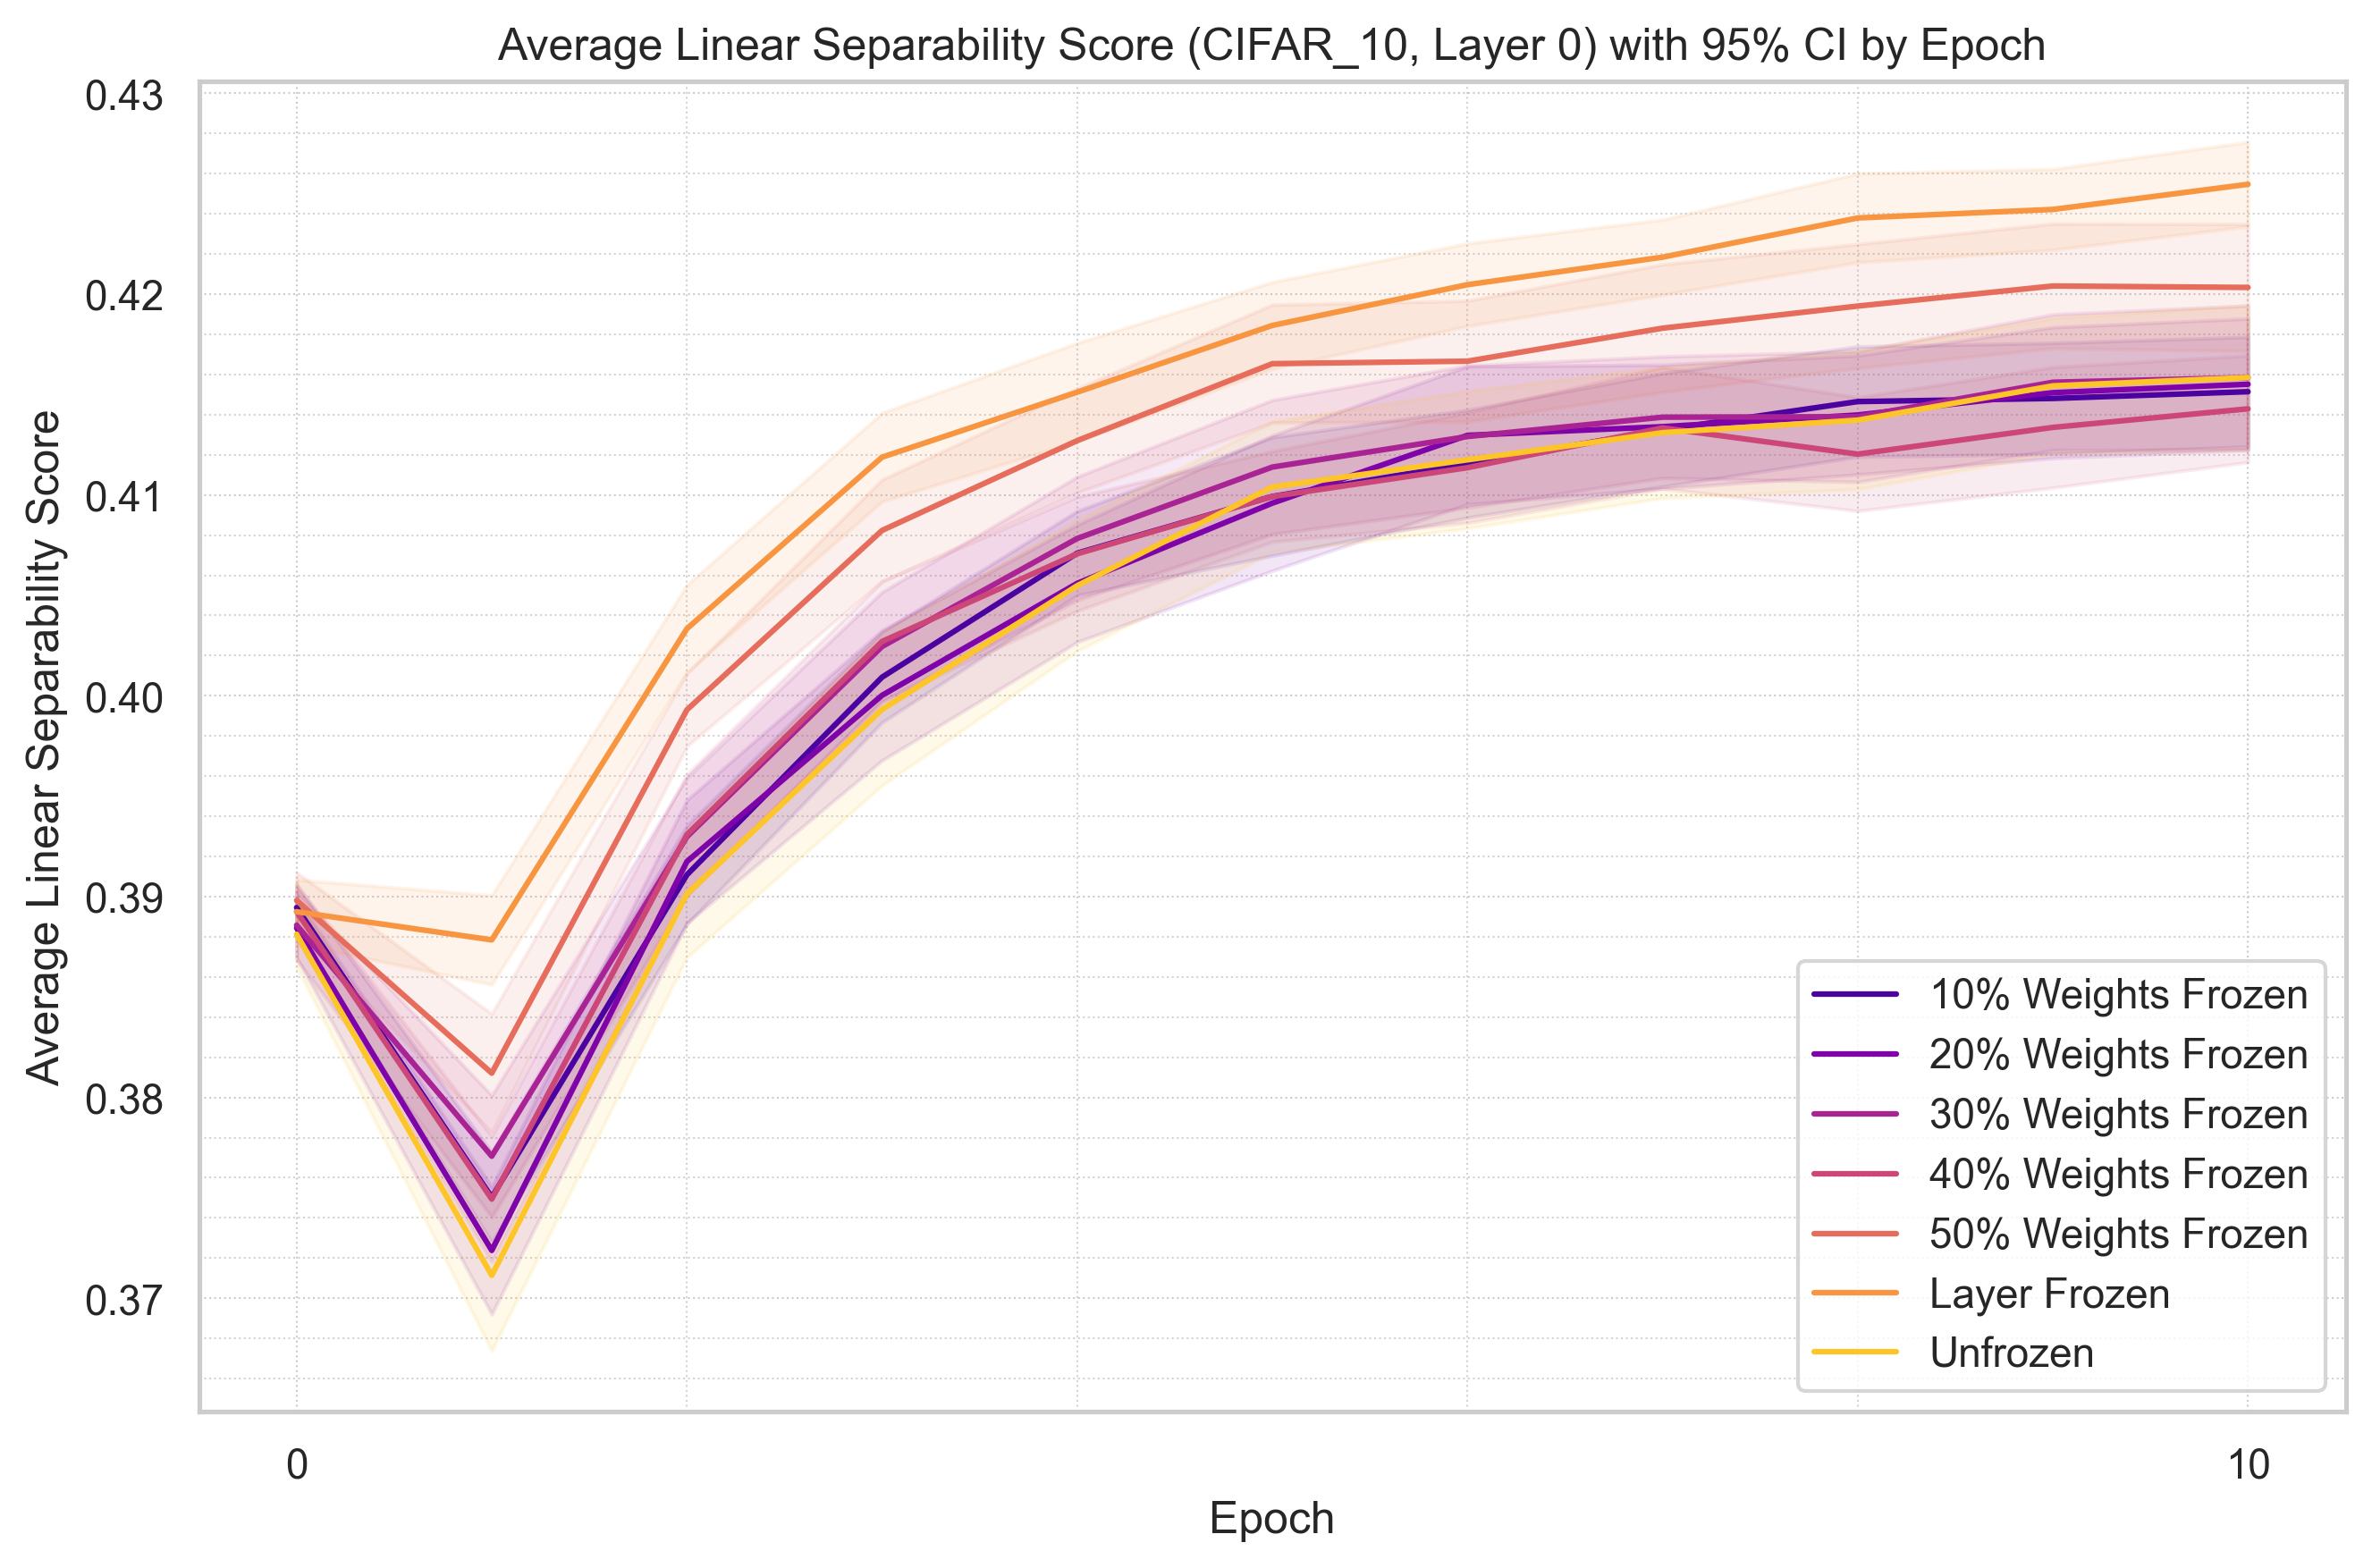 Average Linear Separability Score (CIFAR_10, Layer 0) with 95% CI by Epoch
Average Linear Separability Score
0.43
0.42
0.41
0.40
0.39
0.38
0.37
10% Weights Frozen
20% Weights Frozen
30% Weights Frozen
40% Weights Frozen
50% Weights Frozen
Layer Frozen
Unfrozen
0
10
Epoch